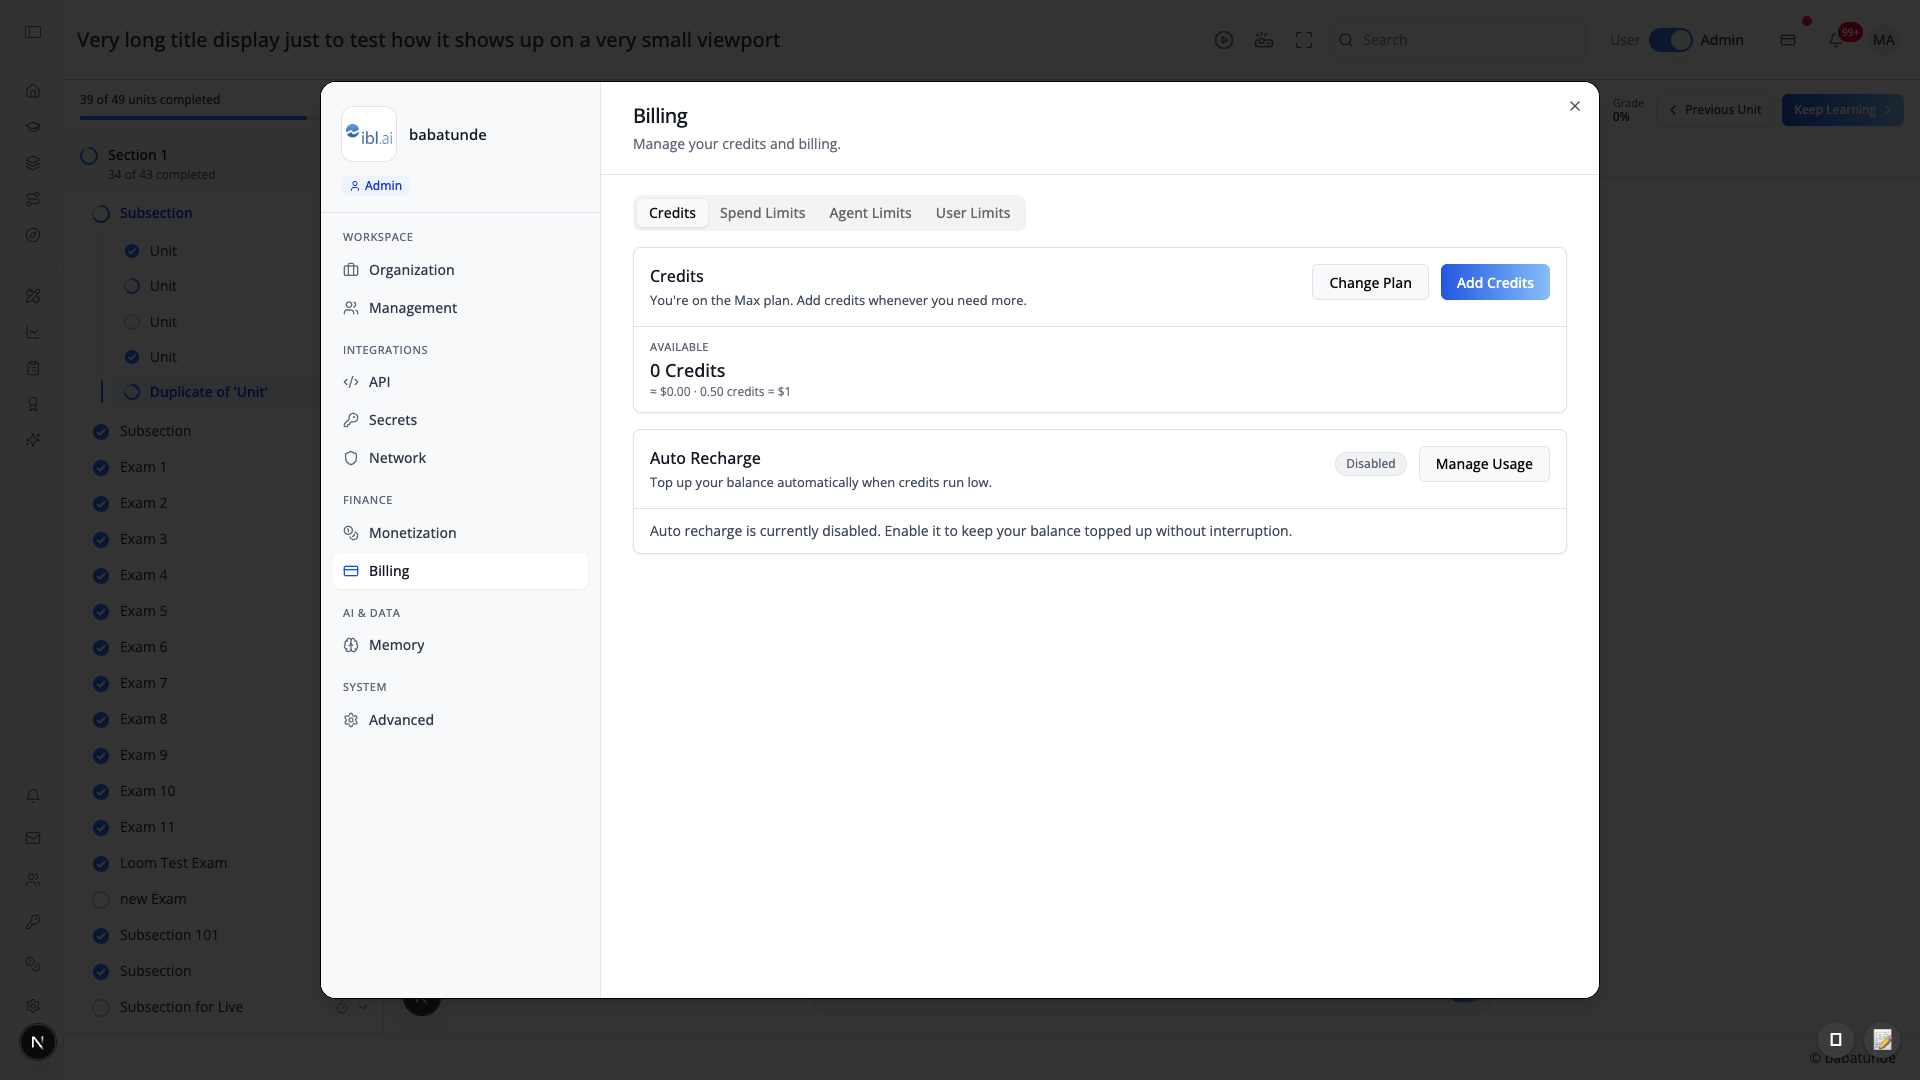 Very long title display just to test how it shows up on a very small viewport
Search
User
Admin
99+
MA
39 of 49 units completed
Grade
0%
Previous Unit
Keep Learning
Section 1
34 of 43 completed
Subsection
Unit
Unit
Unit
Unit
Duplicate of 'Unit'
Subsection
Exam 1
Exam 2
Exam 3
Exam 4
Exam 5
Exam 6
Exam 7
Exam 8
Exam 9
Exam 10
Exam 11
Loom Test Exam
new Exam
Subsection 101
Subsection
Subsection for Live
N
ibl.ai
babatunde
Admin
WORKSPACE
Organization
Management
INTEGRATIONS
API
Secrets
Network
FINANCE
Monetization
Billing
AI & DATA
Memory
SYSTEM
Advanced
Billing
Manage your credits and billing.
Credits
Spend Limits
Agent Limits
User Limits
Credits
You're on the Max plan. Add credits whenever you need more.
Change Plan
Add Credits
AVAILABLE
0 Credits
≈ $0.00 · 0.50 credits = $1
Auto Recharge
Top up your balance automatically when credits run low.
Disabled
Manage Usage
Auto recharge is currently disabled. Enable it to keep your balance topped up without interruption.
© babatunde